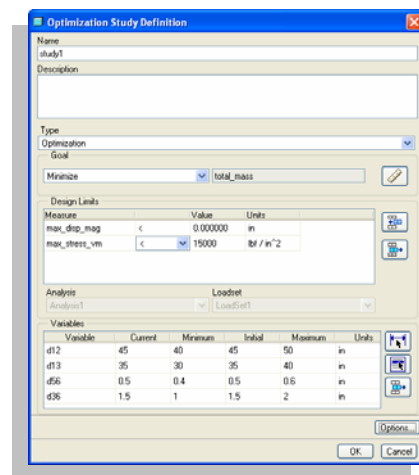 Optimization Study Definition
Name
study1
Description
Type
Optimization
Goal
Minimize total_mass
Design Limits
Measure Value Units
max_disp_mag < 0.000000 in
max_stress_vm < 15000 lbf / in^2
Analysis Loadset
Analysis1 LoadSet1
Variables
Variable Current Minimum Initial Maximum Units
d12 45 40 45 50 in
d13 35 30 35 40 in
d56 0.5 0.4 0.5 0.6 in
d36 1.5 1 1.5 2 in
Options...
OK Cancel